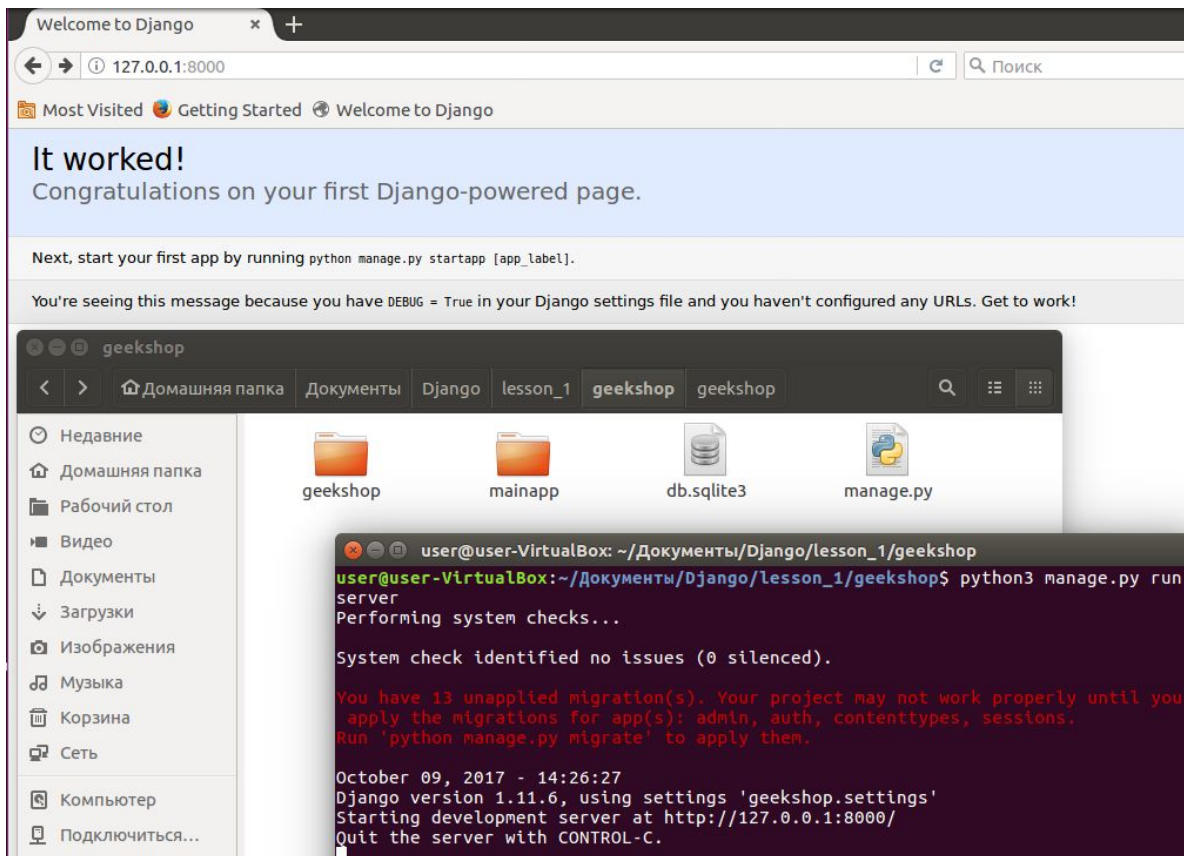 Welcome to Django
127.0.0.1:8000
Поиск
Most Visited Getting Started Welcome to Django
It worked!
Congratulations on your first Django-powered page.
Next, start your first app by running python manage.py startapp [app_label].
You're seeing this message because you have DEBUG = True in your Django settings file and you haven't configured any URLs. Get to work!
geekshop
Домашняя папка Документы Django lesson_1 geekshop geekshop
Недавние
Домашняя папка
Рабочий стол
Видео
Документы
Загрузки
Изображения
Музыка
Корзина
Сеть
Компьютер
Подключиться...
geekshop mainapp db.sqlite3 manage.py
user@user-VirtualBox: ~/Документы/Django/lesson_1/geekshop
user@user-VirtualBox:~/Документы/Django/lesson_1/geekshop$ python3 manage.py run
server
Performing system checks...
System check identified no issues (0 silenced).
You have 13 unapplied migration(s). Your project may not work properly until you
apply the migrations for app(s): admin, auth, contenttypes, sessions.
Run 'python manage.py migrate' to apply them.
October 09, 2017 - 14:26:27
Django version 1.11.6, using settings 'geekshop.settings'
Starting development server at http://127.0.0.1:8000/
Quit the server with CONTROL-C.